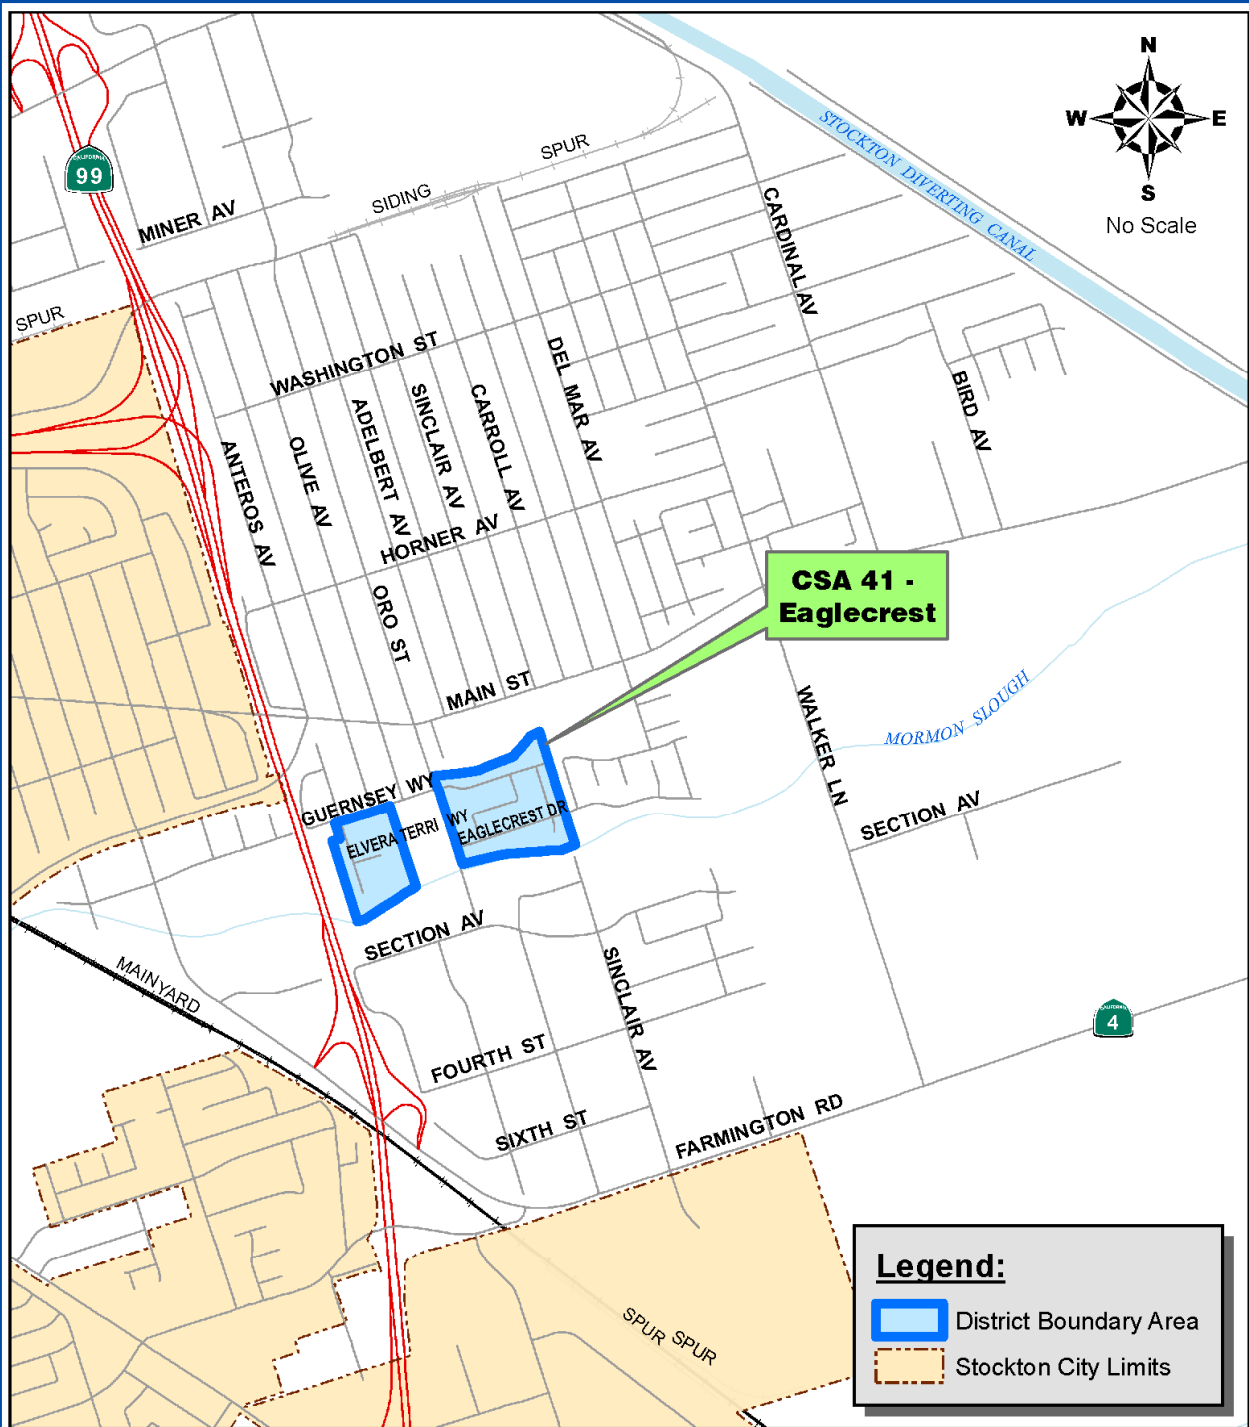 N
W E
S
No Scale
STOCKTON DIVERTING CANAL
CALIFORNIA
99
MINER AV
SIDING
SPUR
SPUR
CARDINAL AV
WASHINGTON ST
DEL MAR AV
BIRD AV
ANTEROS AV
OLIVE AV
ADELBERT AV
SINCLAIR AV
CARROLL AV
HORNER AV
ORO ST
CSA 41 -
Eaglecrest
MAIN ST
WALKER LN
MORMON SLOUGH
GUERNSEY WY
ELVERA TERRI WY
EAGLECREST DR
SECTION AV
SECTION AV
MAINYARD
SINCLAIR AV
CALIFORNIA
4
FOURTH ST
SIXTH ST
FARMINGTON RD
SPUR SPUR
Legend:
District Boundary Area
Stockton City Limits